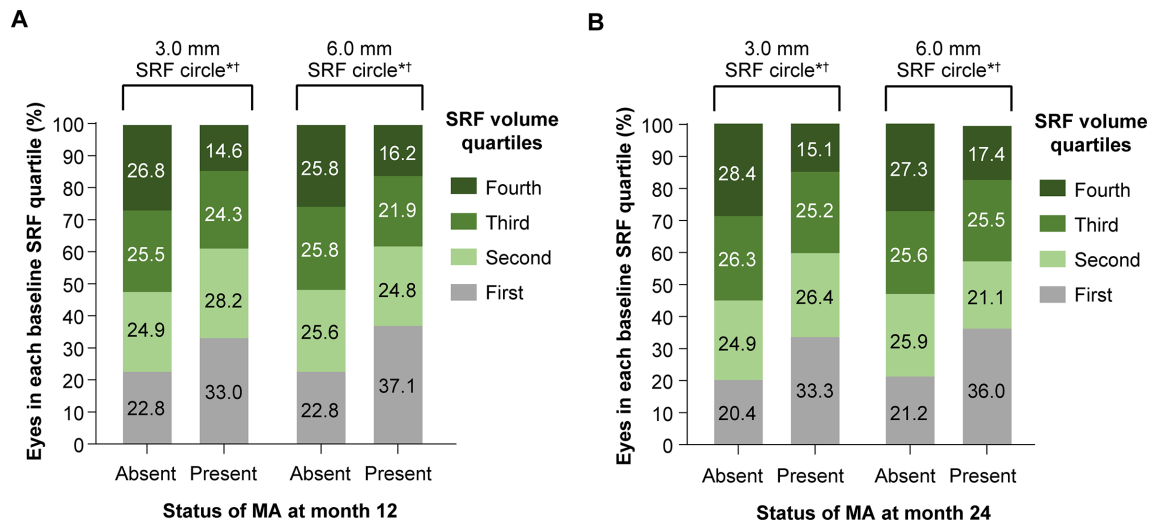 A
3.0 mm
SRF circle*†
6.0 mm
SRF circle*†
Eyes in each baseline SRF quartile (%)
100
90
80
70
60
50
40
30
20
10
0
26.8
25.5
24.9
22.8
14.6
24.3
28.2
33.0
25.8
25.8
25.6
22.8
16.2
21.9
24.8
37.1
Absent
Present
Absent
Present
Status of MA at month 12
SRF volume
quartiles
Fourth
Third
Second
First
B
3.0 mm
SRF circle*†
6.0 mm
SRF circle*†
Eyes in each baseline SRF quartile (%)
100
90
80
70
60
50
40
30
20
10
0
28.4
26.3
24.9
20.4
15.1
25.2
26.4
33.3
27.3
25.6
25.9
21.2
17.4
25.5
21.1
36.0
Absent
Present
Absent
Present
Status of MA at month 24
SRF volume
quartiles
Fourth
Third
Second
First